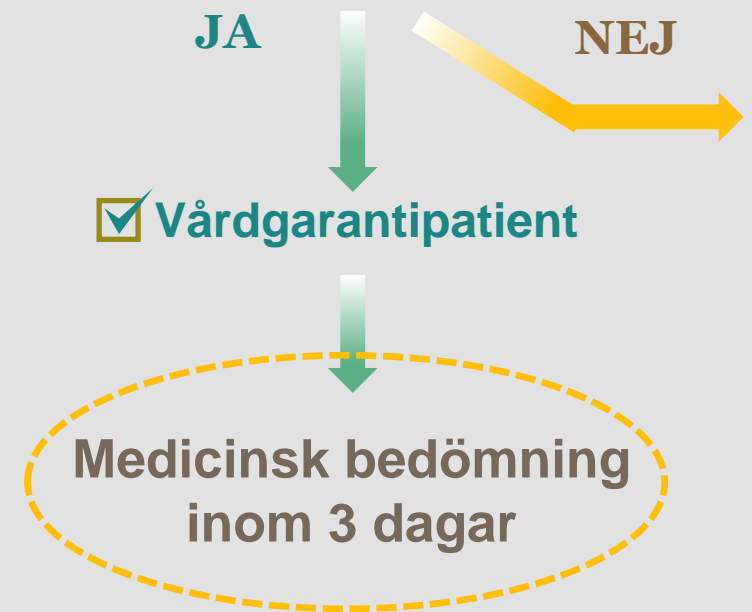 JA NEJ
Vårdgarantipatient
Medicinsk bedömning
inom 3 dagar